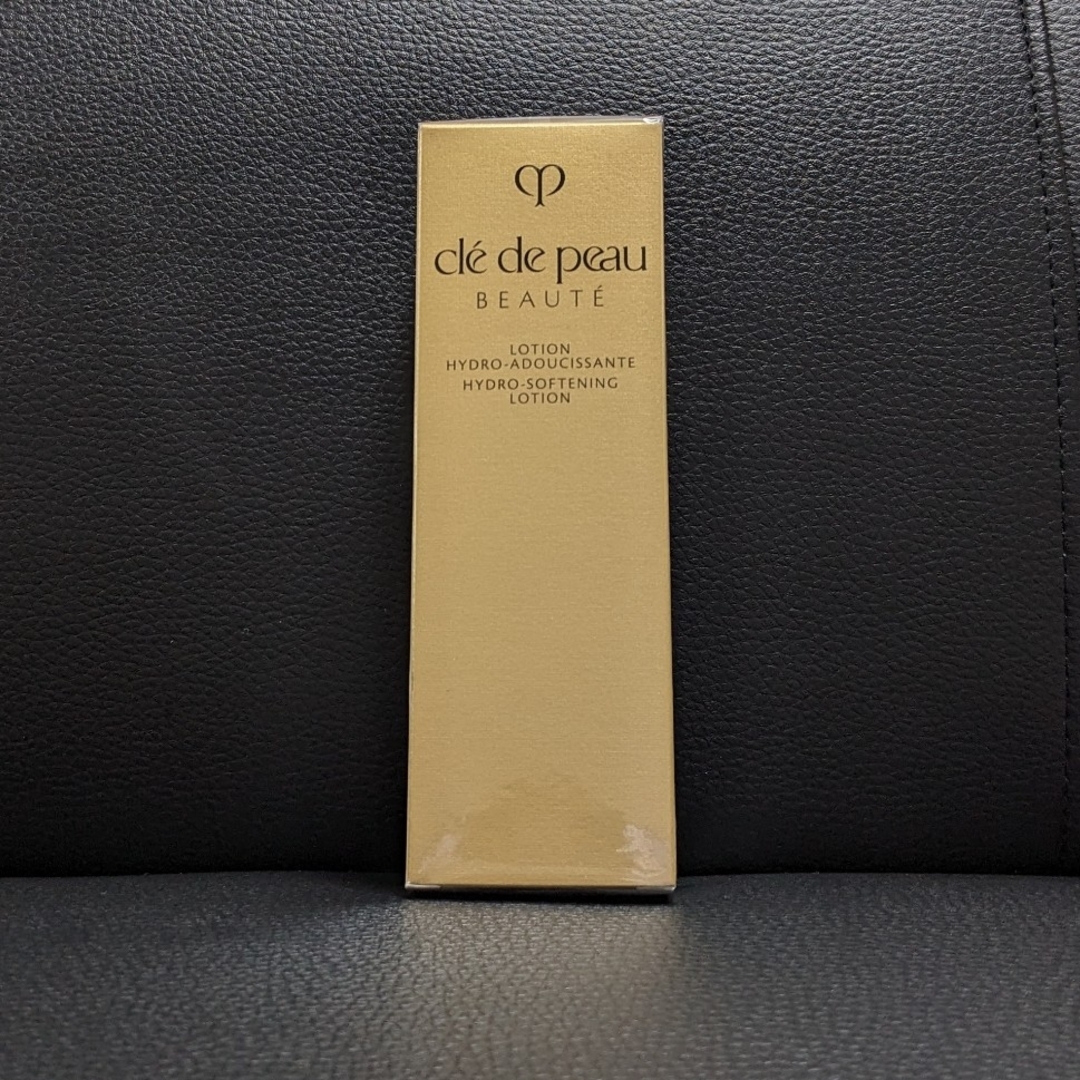 clé de peau
BEAUTÉ
LOTION
HYDRO-ADOUCISSANTE
HYDRO-SOFTENING
LOTION